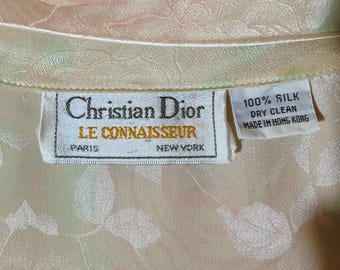 Christian Dior
LE CONNAISSEUR
PARIS NEW YORK
100% SILK
DRY CLEAN
MADE IN HONG KONG